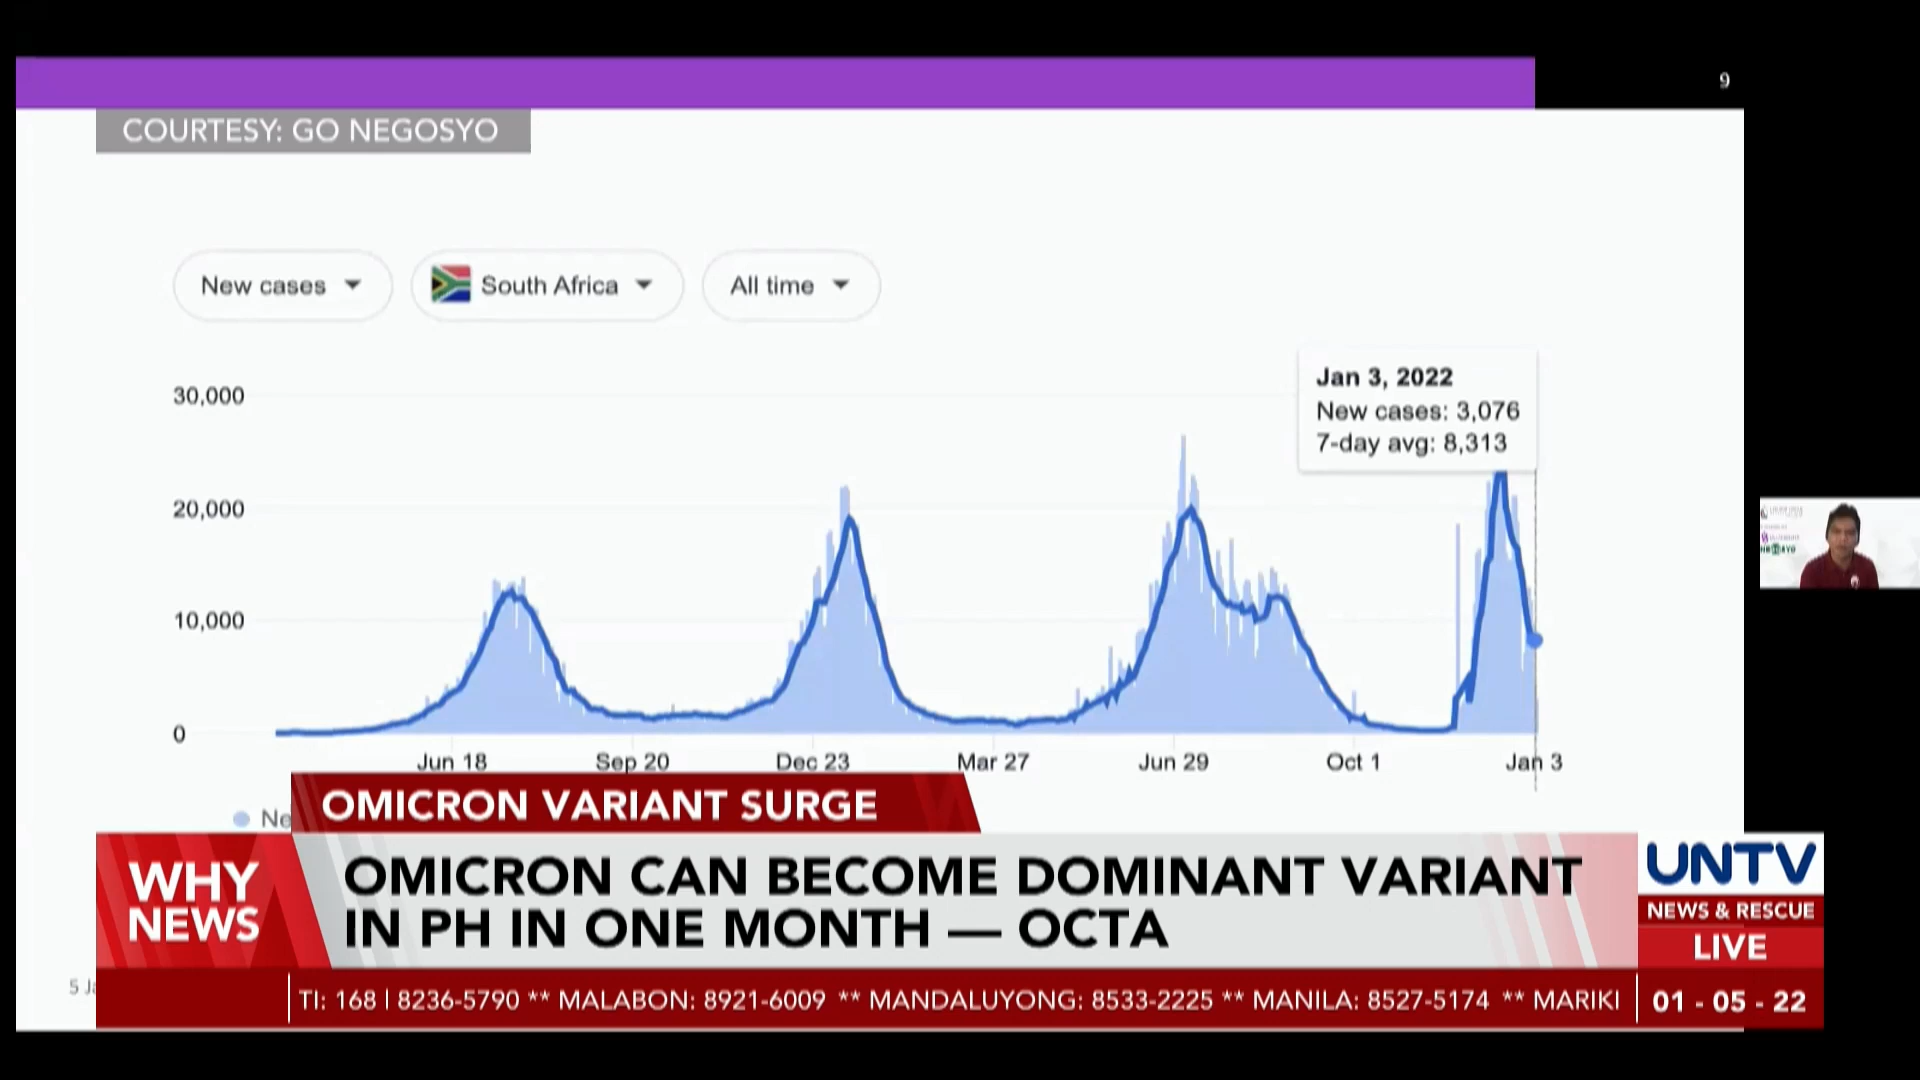 9
COURTESY: GO NEGOSYO
New cases
South Africa
All time
Jan 3, 2022
New cases: 3,076
7-day avg: 8,313
30,000
20,000
10,000
0
Jun 18
Sep 20
Dec 23
Mar 27
Jun 29
Oct 1
Jan 3
Ne
OMICRON VARIANT SURGE
WHY
NEWS
OMICRON CAN BECOME DOMINANT VARIANT
IN PH IN ONE MONTH — OCTA
UNTV
NEWS & RESCUE
LIVE
5 Ja
TI: 168 | 8236-5790 ** MALABON: 8921-6009 ** MANDALUYONG: 8533-2225 ** MANILA: 8527-5174 ** MARIKI
01 - 05 - 22